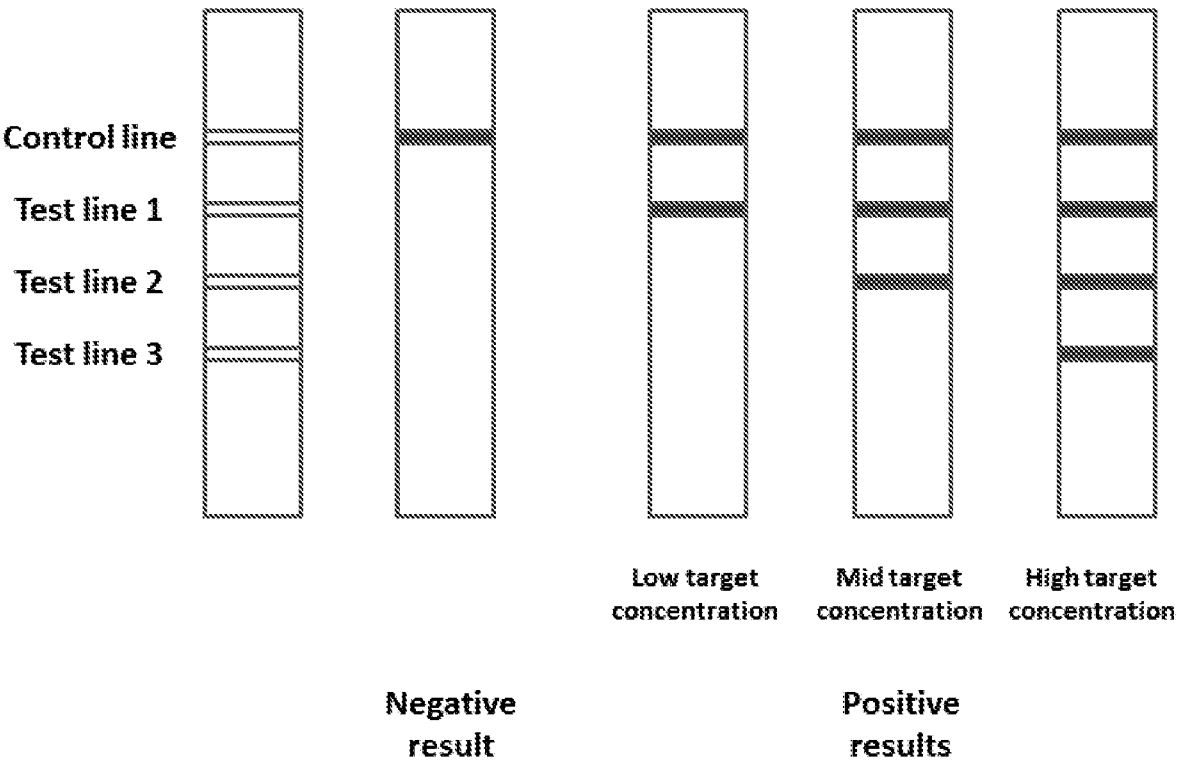 Control line
Test line 1
Test line 2
Test line 3
Low target
concentration
Mid target
concentration
High target
concentration
Negative
result
Positive
results